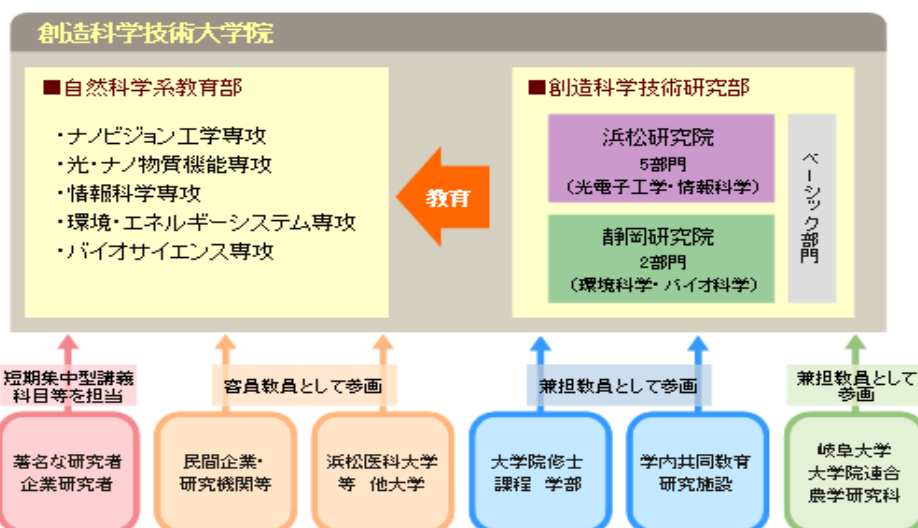 創造科学技術大学院
■自然科学系教育部
・ナノビジョン工学専攻
・光・ナノ物質機能専攻
・情報科学専攻
・環境・エネルギーシステム専攻
・バイオサイエンス専攻
教育
■創造科学技術研究部
浜松研究院
5部門
(光電子工学・情報科学)
静岡研究院
2部門
(環境科学・バイオ科学)
ベーシック部門
短期集中型講義
科目等を担当
客員教員として参画
兼担教員として参画
兼担教員として
参画
著名な研究者
企業研究者
民間企業・
研究機関等
浜松医科大学
等 他大学
大学院修士
課程 学部
学内共同教育
研究施設
岐阜大学
大学院連合
農学研究科